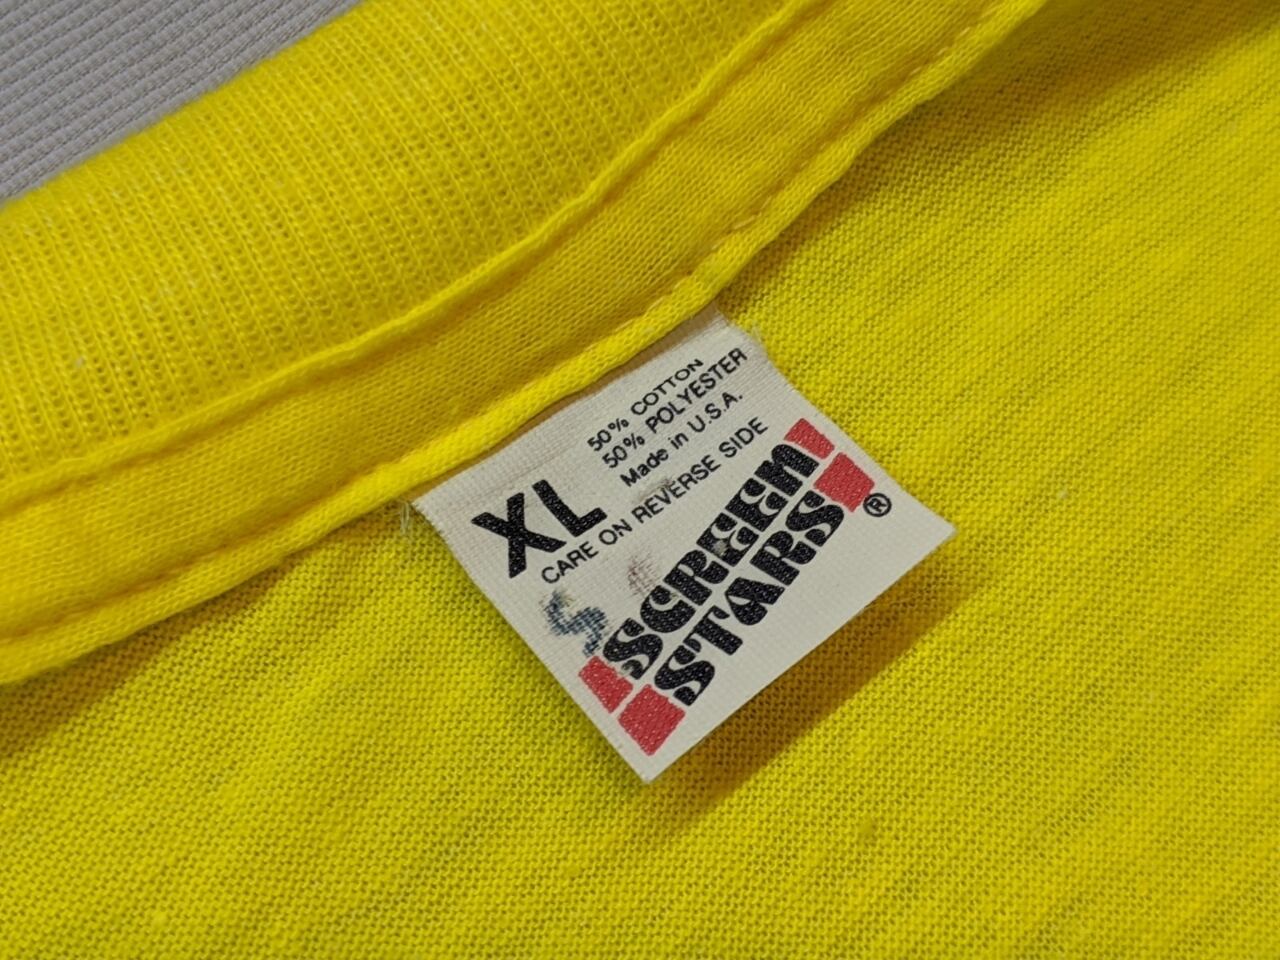 50% COTTON
50% POLYESTER
Made in U.S.A.
XL
CARE ON REVERSE SIDE
SCREEN
STARS®